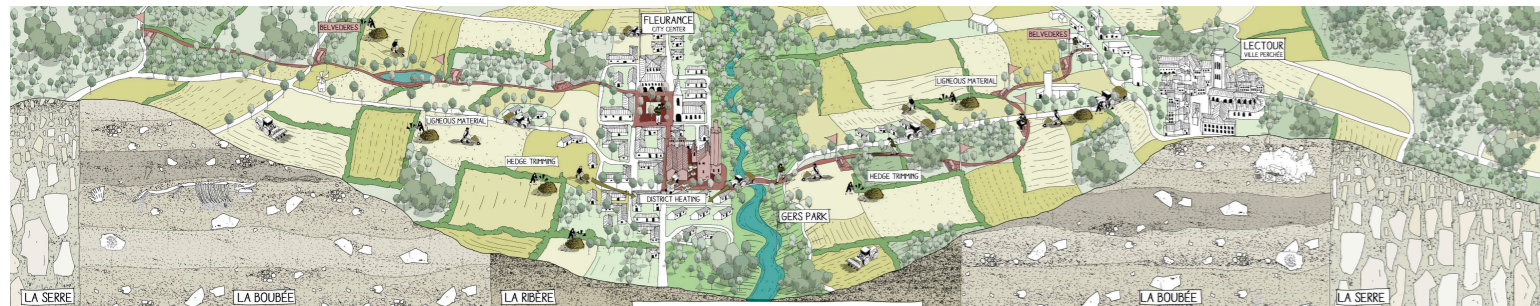 BELVEDERES
FLEURANCE
CITY CENTER
BELVEDERES
LECTOUR
VILLE PERCHÉE
LIGNEOUS MATERIAL
LIGNEOUS MATERIAL
HEDGE TRIMMING
HEDGE TRIMMING
DISTRICT HEATING
GERS PARK
LA SERRE
LA BOUBÉE
LA RIBÈRE
LA BOUBÉE
LA SERRE